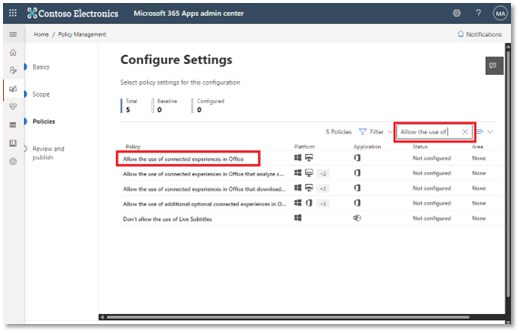 Contoso Electronics Microsoft 365 Apps admin center MA
Home / Policy Management Notifications
Basics
Scope
Policies
Review and publish
Configure Settings
Select policy settings for this configuration
Total Baseline Configured
5 0 0
5 Policies Filter Allow the use of
Policy Platform Application Status Area
Allow the use of connected experiences in Office Not configured None
Allow the use of connected experiences in Office that analyze c... +2 Not configured None
Allow the use of connected experiences in Office that download... +3 Not configured None
Allow the use of additional optional connected experiences in O... +3 Not configured None
Don't allow the use of Live Subtitles Not configured None